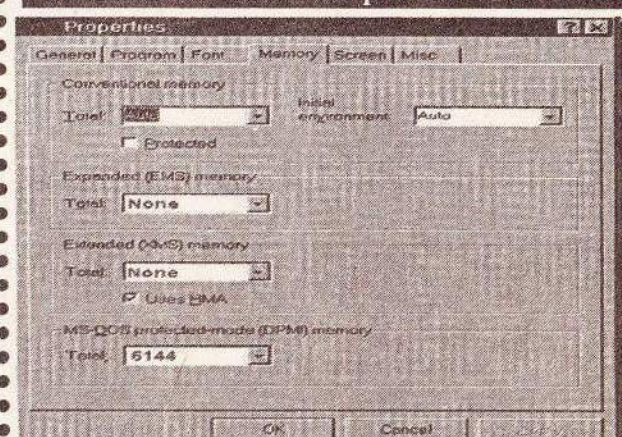 Properties
General Program Font Memory Screen Misc
Conventional memory
Total: Auto Initial environment: Auto
Protected
Expanded (EMS) memory
Total: None
Extended (XMS) memory
Total: None
Uses HMA
MS-DOS protected-mode (DPMI) memory
Total: 6144
OK Cancel